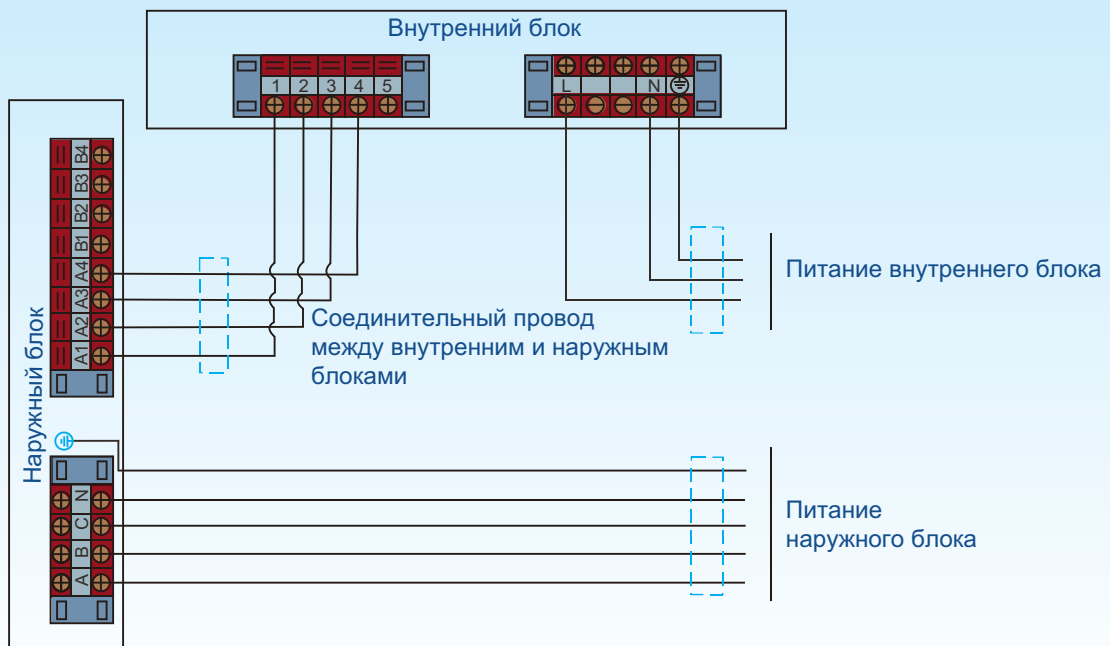 Внутренний блок
1 2 3 4 5
L N
B4
B3
B2
B1
A4
A3
A2
A1
Наружный блок
Питание внутреннего блока
Соединительный провод
между внутренним и наружным
блоками
N
C
B
A
Питание
наружного блока